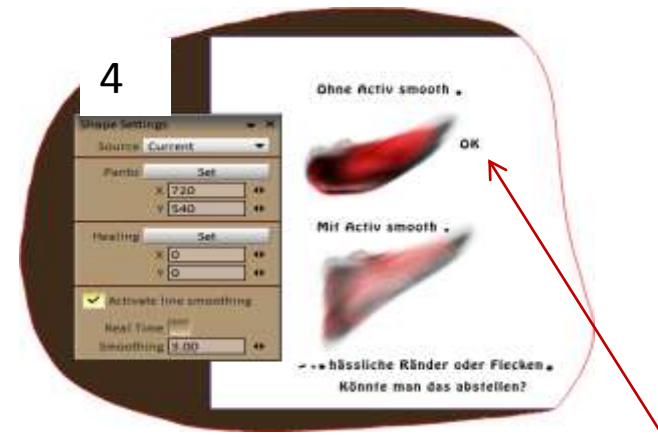 4
Shape Settings
Source Current
Pants Set
X 720
Y 540
Healing Set
X 0
Y 0
Activate line smoothing
Real Time
Smoothing 3.00
Ohne Activ smooth .
OK
Mit Activ smooth .
hässliche Ränder oder Flecken.
Könnte man das abstellen?